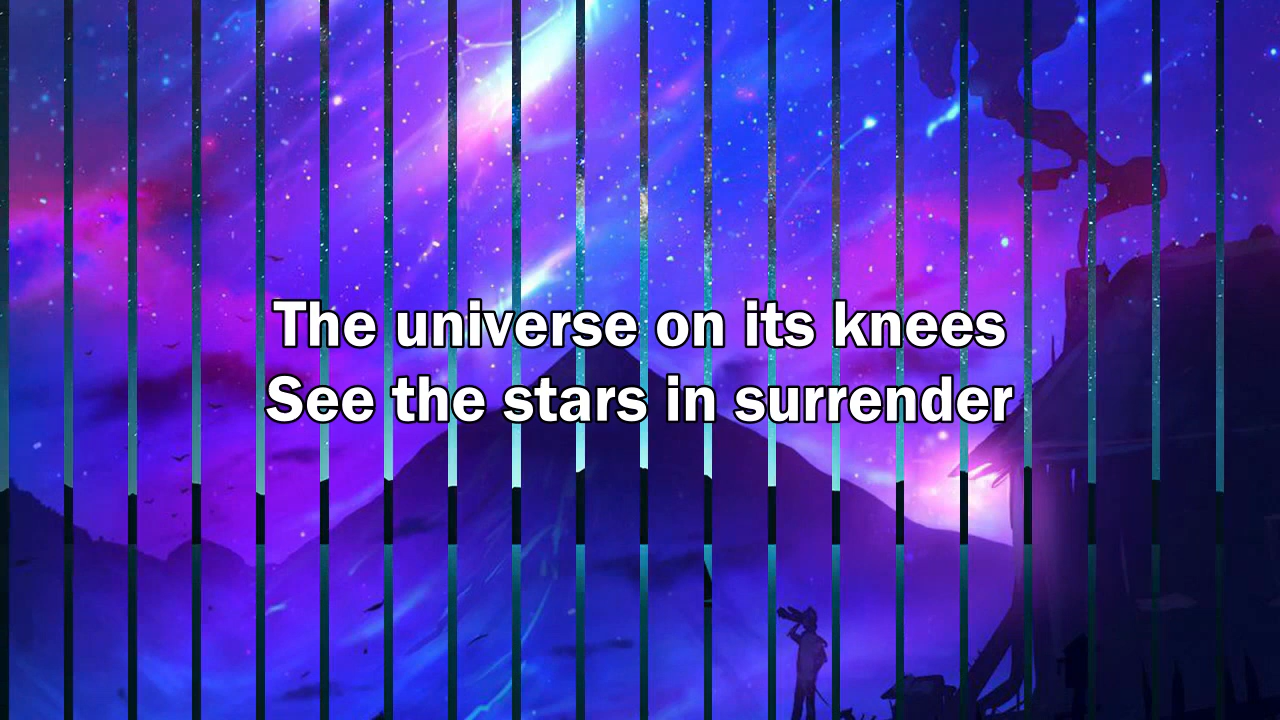 The universe on its knees
See the stars in surrender